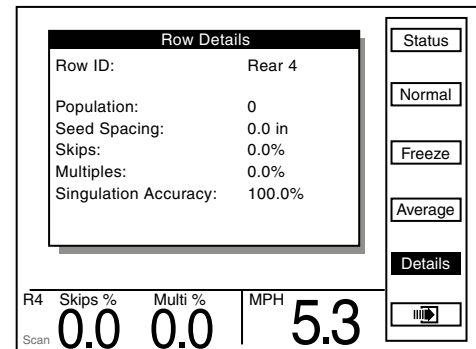 Row Details
Row ID: Rear 4
Population: 0
Seed Spacing: 0.0 in
Skips: 0.0%
Multiples: 0.0%
Singulation Accuracy: 100.0%
Status
Normal
Freeze
Average
Details
R4 Skips % Multi % MPH
Scan 0.0 0.0 5.3